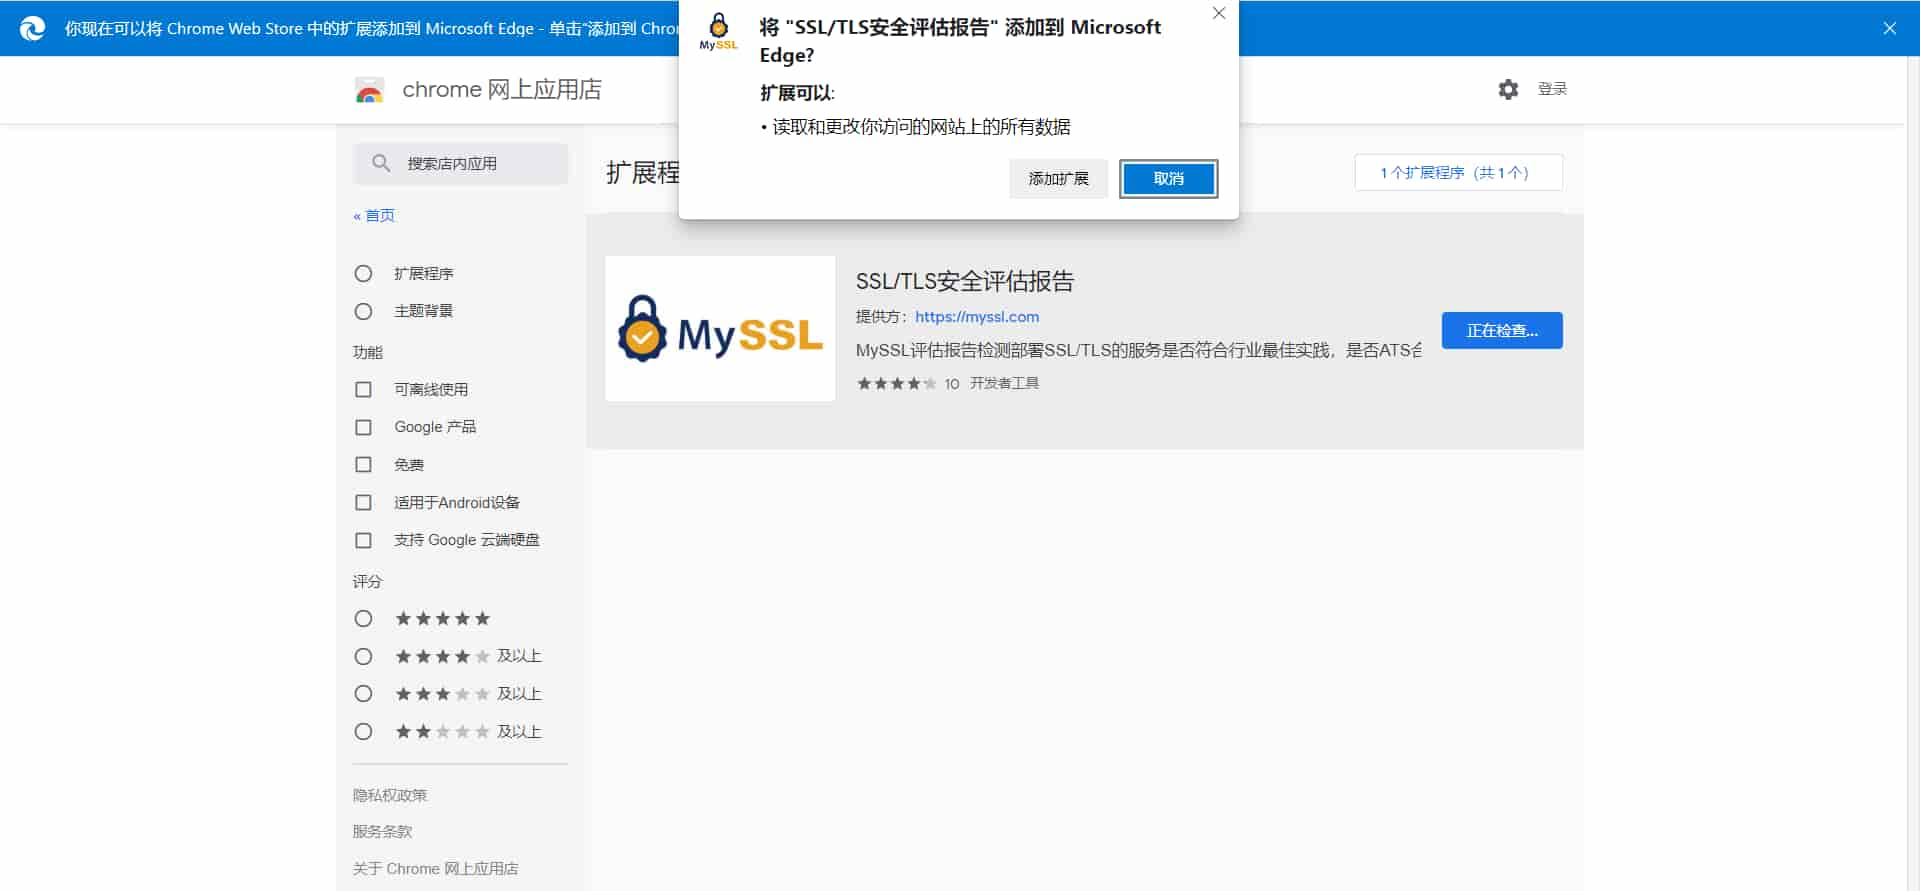 你现在可以将 Chrome Web Store 中的扩展添加到 Microsoft Edge - 单击"添加到 Chro
MySSL
将 "SSL/TLS安全评估报告" 添加到 Microsoft
Edge?
扩展可以:
• 读取和更改你访问的网站上的所有数据
添加扩展
取消
chrome 网上应用店
登录
搜索店内应用
« 首页
扩展程序
主题背景
功能
可离线使用
Google 产品
免费
适用于Android设备
支持 Google 云端硬盘
评分
及以上
及以上
及以上
隐私权政策
服务条款
关于 Chrome 网上应用店
扩展程
1 个扩展程序（共 1 个）
MySSL
SSL/TLS安全评估报告
提供方： https://myssl.com
MySSL评估报告检测部署SSL/TLS的服务是否符合行业最佳实践，是否ATS合
10 开发者工具
正在检查...